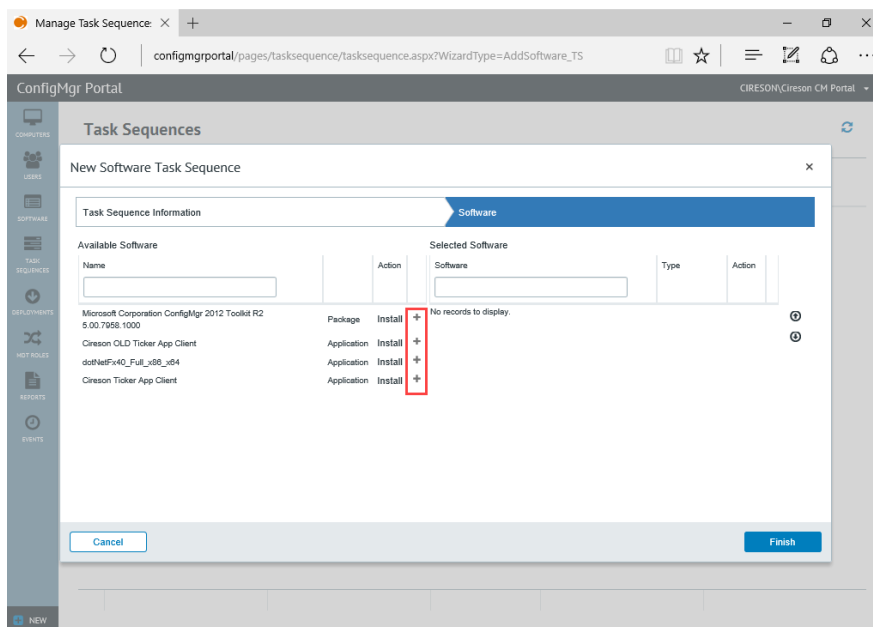 Manage Task Sequence:
configmgrportal/pages/tasksequence/tasksequence.aspx?WizardType=AddSoftware_TS
ConfigMgr Portal
CIRESON\Cireson CM Portal
COMPUTERS
USERS
SOFTWARE
TASK
SEQUENCES
DEPLOYMENTS
HOT ROLES
REPORTS
EVENTS
NEW
Task Sequences
New Software Task Sequence
Task Sequence Information
Software
Available Software
Selected Software
Name
Action
Software
Type
Action
Microsoft Corporation ConfigMgr 2012 Toolkit R2
5.00.7958.1000
Package
Install
No records to display.
Cireson OLD Ticker App Client
Application
Install
dotNetFx40_Full_x86_x64
Application
Install
Cireson Ticker App Client
Application
Install
Cancel
Finish